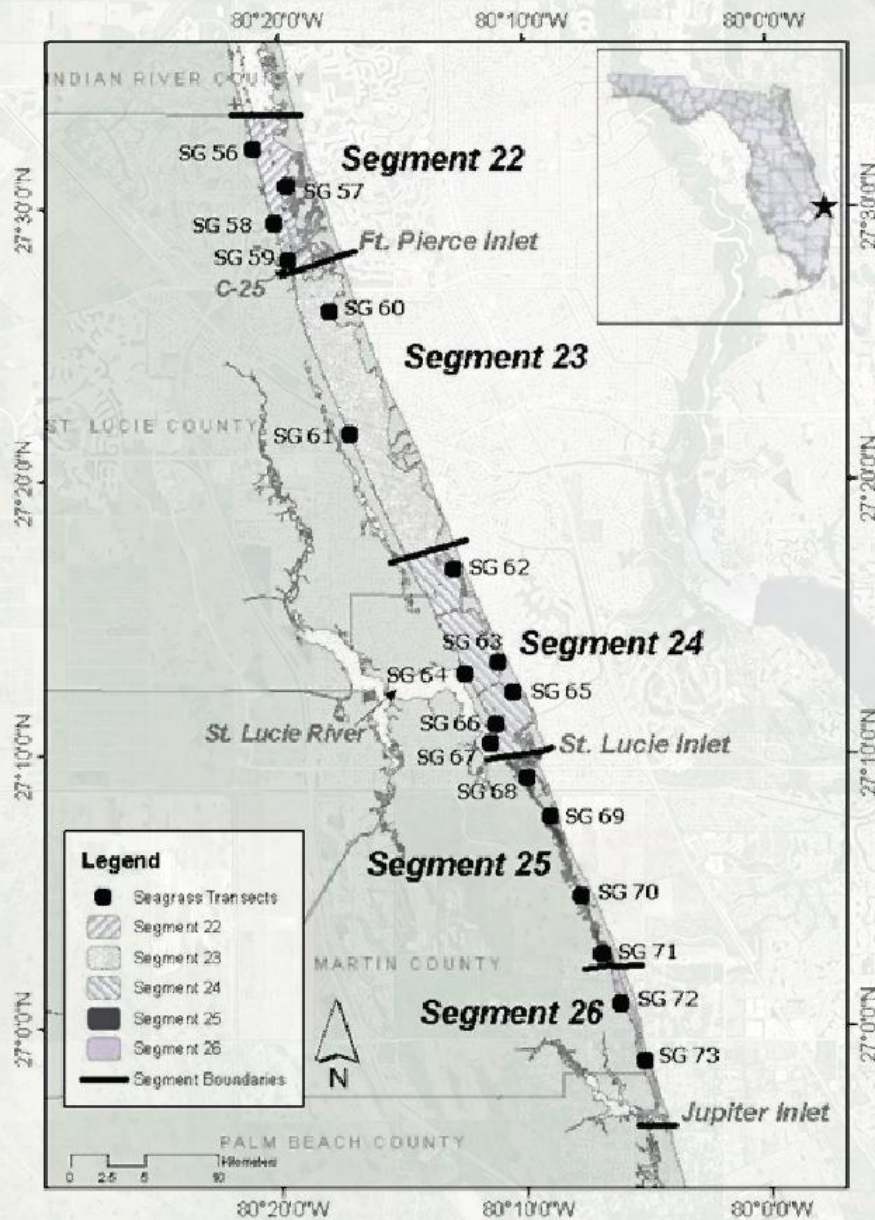 80°20'0"W
80°10'0"W
80°0'0"W
INDIAN RIVER COUNTY
SG 56
Segment 22
SG 57
27°30'0"N
27°30'0"N
SG 58
Ft. Pierce Inlet
SG 59
C-25
SG 60
Segment 23
ST. LUCIE COUNTY
SG 61
27°20'0"N
27°20'0"N
SG 62
SG 63
Segment 24
SG 64
SG 65
SG 66
St. Lucie River
St. Lucie Inlet
SG 67
27°10'0"N
27°10'0"N
SG 68
SG 69
Segment 25
SG 70
SG 71
MARTIN COUNTY
SG 72
Segment 26
27°0'0"N
27°0'0"N
SG 73
Jupiter Inlet
PALM BEACH COUNTY
Legend
Seagrass Transects
Segment 22
Segment 23
Segment 24
Segment 25
Segment 26
Segment Boundaries
N
Kilometers
0 2.5 5 10
80°20'0"W
80°10'0"W
80°0'0"W